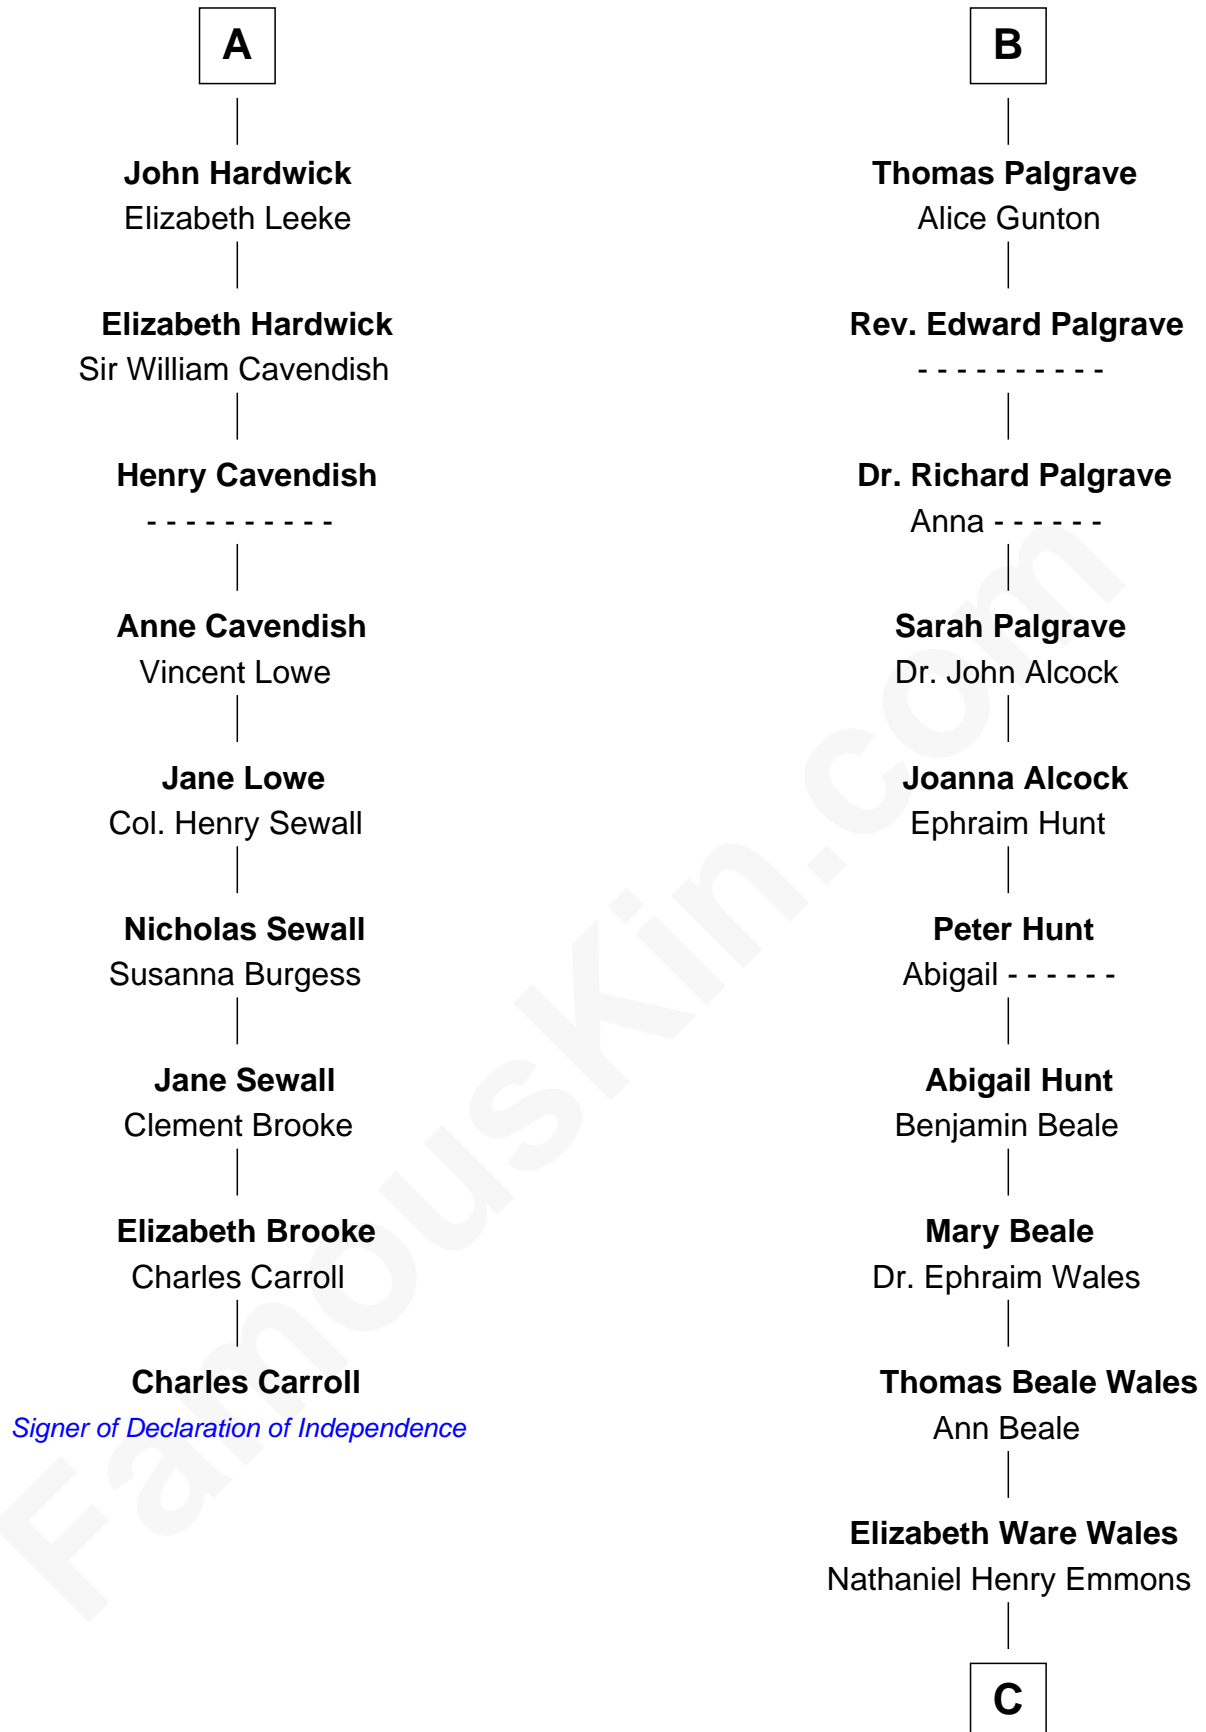 A
John Hardwick
Elizabeth Leeke
Elizabeth Hardwick
Sir William Cavendish
Henry Cavendish
- - - - - - - - - -
Anne Cavendish
Vincent Lowe
Jane Lowe
Col. Henry Sewall
Nicholas Sewall
Susanna Burgess
Jane Sewall
Clement Brooke
Elizabeth Brooke
Charles Carroll
Charles Carroll
Signer of Declaration of Independence
B
Thomas Palgrave
Alice Gunton
Rev. Edward Palgrave
- - - - - - - - - -
Dr. Richard Palgrave
Anna - - - - - -
Sarah Palgrave
Dr. John Alcock
Joanna Alcock
Ephraim Hunt
Peter Hunt
Abigail - - - - - -
Abigail Hunt
Benjamin Beale
Mary Beale
Dr. Ephraim Wales
Thomas Beale Wales
Ann Beale
Elizabeth Ware Wales
Nathaniel Henry Emmons
C
FamousKin.com